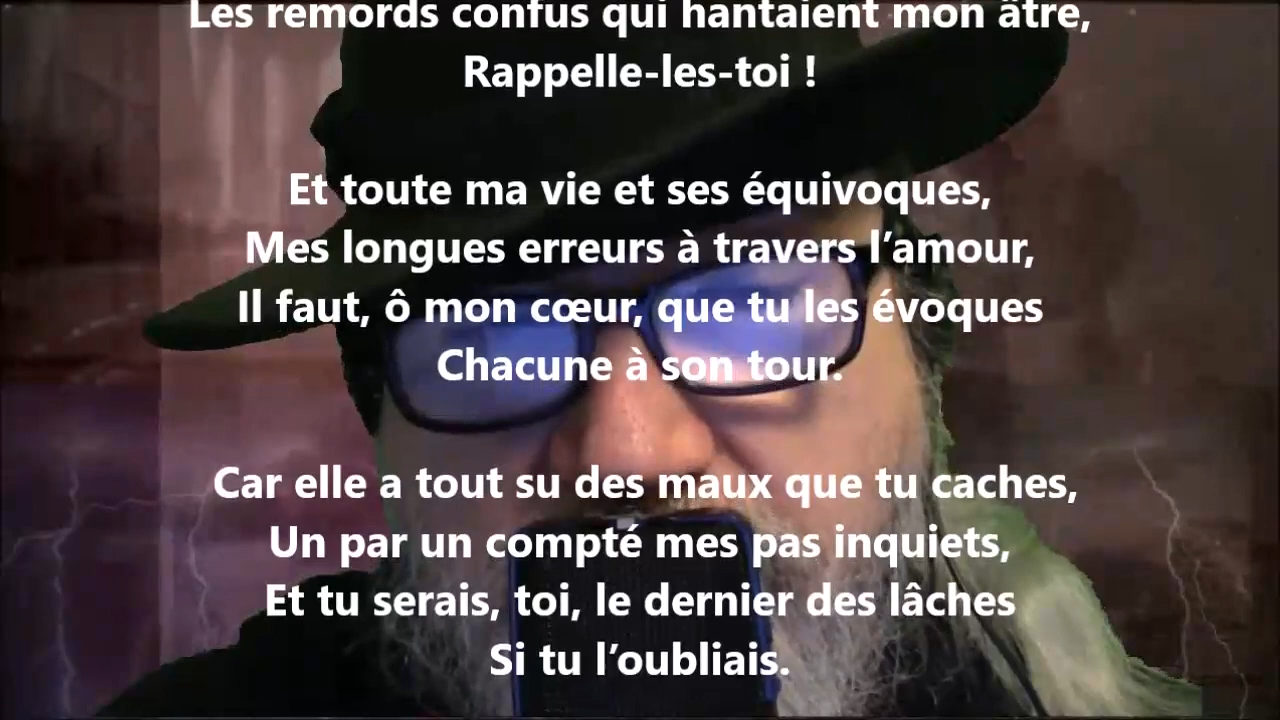 Les remords confus qui hantaient mon âtre,
Rappelle-les-toi !
Et toute ma vie et ses équivoques,
Mes longues erreurs à travers l’amour,
Il faut, ô mon cœur, que tu les évoques
Chacune à son tour.
Car elle a tout su des maux que tu caches,
Un par un compté mes pas inquiets,
Et tu serais, toi, le dernier des lâches
Si tu l’oubliais.